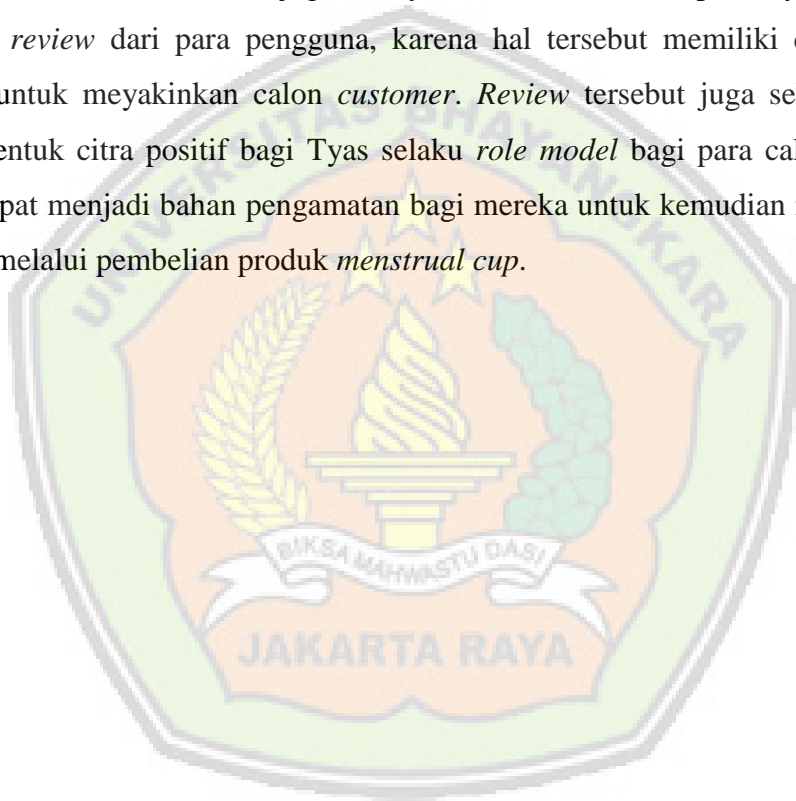 review dari para pengguna, karena hal tersebut memiliki
untuk meyakinkan calon customer. Review tersebut juga
entuk citra positif bagi Tyas selaku role model bagi para
pat menjadi bahan pengamatan bagi mereka untuk kemudian
melalui pembelian produk menstrual cup.
UNIVERSITAS BHAYANGKARA
BIKSA MAHWASTU DASI
JAKARTA RAYA